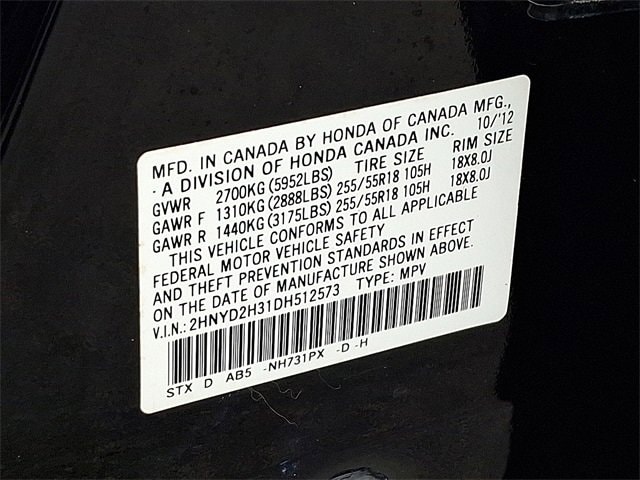 MFD. IN CANADA BY HONDA OF CANADA MFG.,
- A DIVISION OF HONDA CANADA INC. 10/'12
GVWR 2700KG(5952LBS) TIRE SIZE RIM SIZE
GAWR F 1310KG(2888LBS) 255/55R18 105H 18X8.0J
GAWR R 1440KG(3175LBS) 255/55R18 105H 18X8.0J
THIS VEHICLE CONFORMS TO ALL APPLICABLE
FEDERAL MOTOR VEHICLE SAFETY
AND THEFT PREVENTION STANDARDS IN EFFECT
ON THE DATE OF MANUFACTURE SHOWN ABOVE.
V.I.N.: 2HNYD2H31DH512573 TYPE: MPV
STX D AB5 -NH731PX -D -H